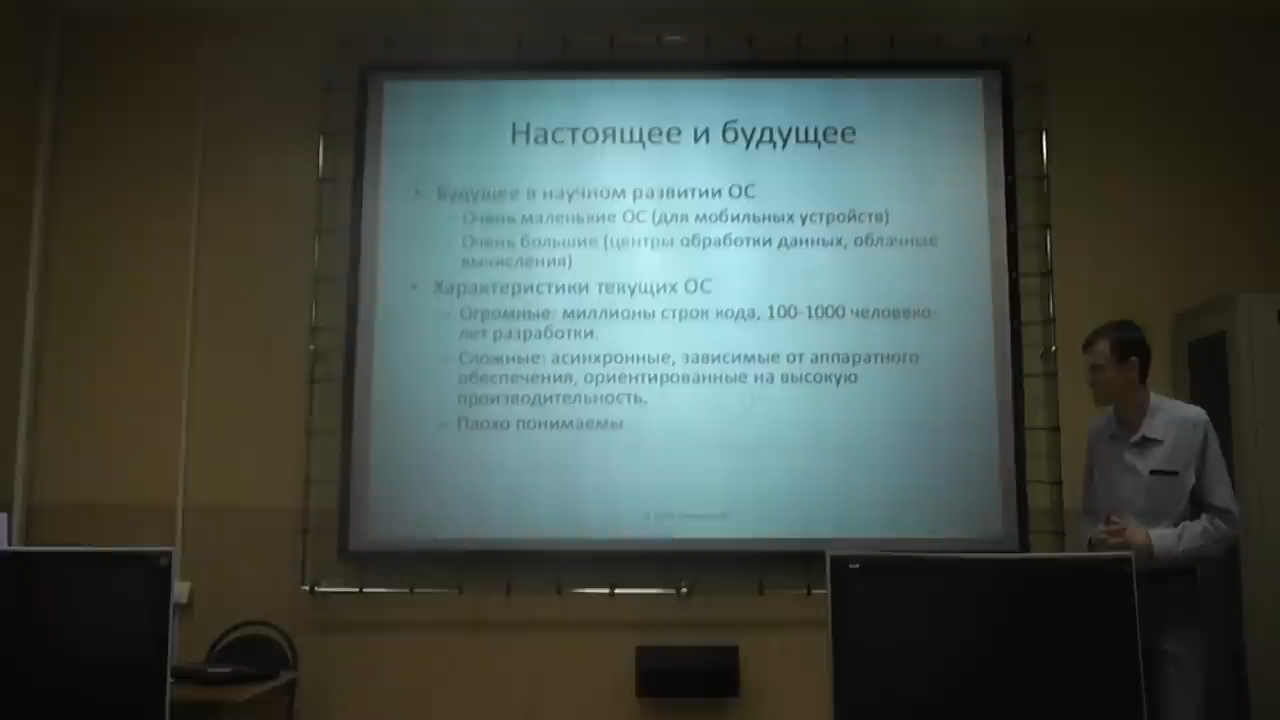 Настоящее и будущее
• Будущее в научном развитии ОС
– Очень маленькие ОС (для мобильных устройств)
– Очень большие (центры обработки данных, облачные
вычисления)
• Характеристики текущих ОС
– Огромные: миллионы строк кода, 100-1000 человеко-
лет разработки.
– Сложные: асинхронные, зависимые от аппаратного
обеспечения, ориентированные на высокую
производительность.
– Плохо понимаемы